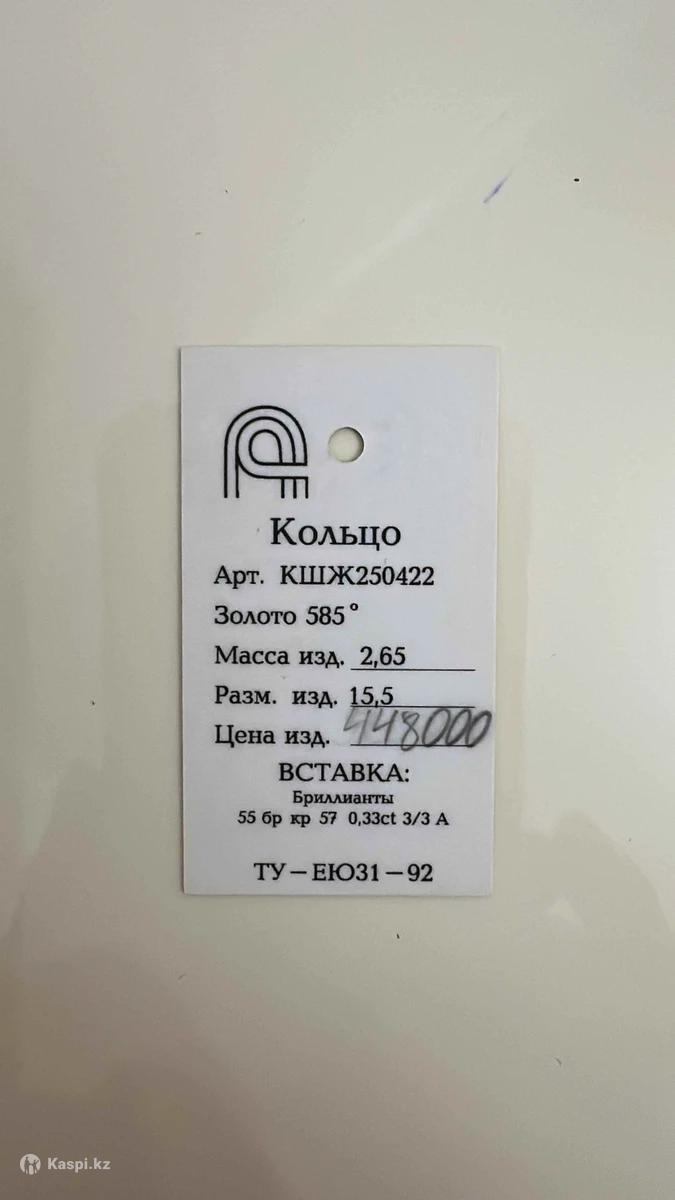 Кольцо
Арт. КШЖ250422
Золото 585°
Масса изд. 2,65
Разм. изд. 15,5
Цена изд. 448000
ВСТАВКА:
Бриллианты
55 бр кр 57 0,33ct 3/3 А
ТУ – ЕЮ31 – 92
Kaspi.kz